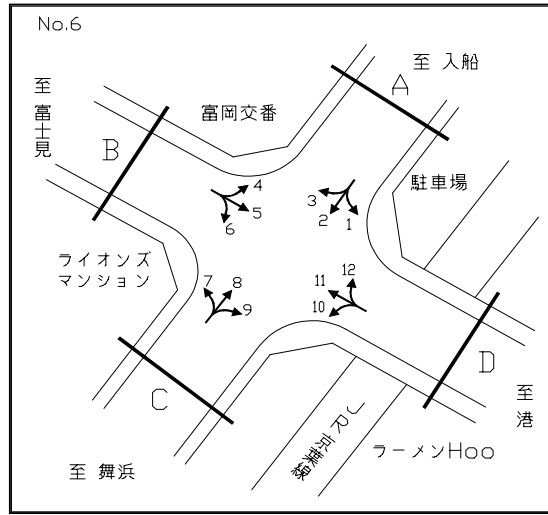 No.6
至 入船
A
至 富士見
富岡交番
B
駐車場
4
5
6
3
2
1
ライオンズ
マンション
7
8
9
11
12
10
D
C
至 港
JR京葉線
ラーメンHoo
至 舞浜